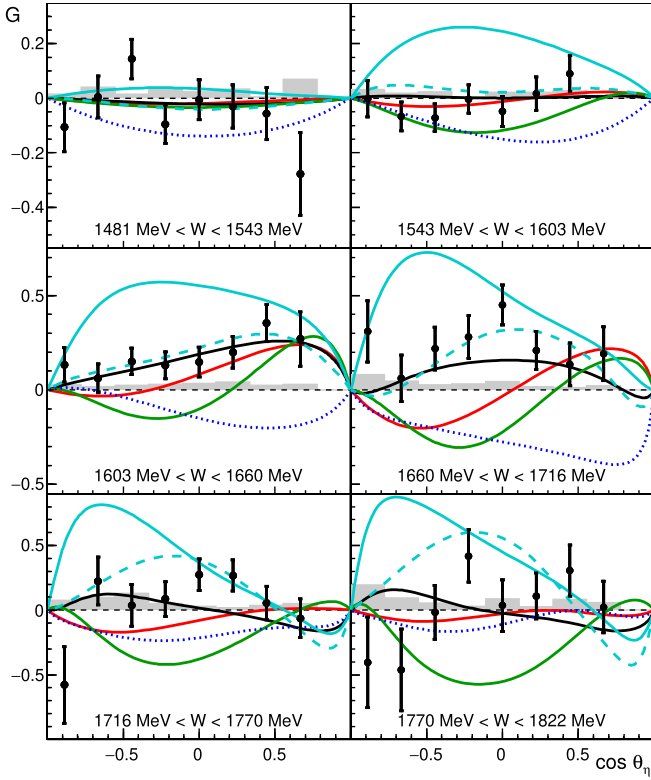 G
0.2
0
−0.2
−0.4
1481 MeV < W < 1543 MeV
1543 MeV < W < 1603 MeV
0.5
0
−0.5
1603 MeV < W < 1660 MeV
1660 MeV < W < 1716 MeV
0.5
0
−0.5
1716 MeV < W < 1770 MeV
1770 MeV < W < 1822 MeV
−0.5 0 0.5 −0.5 0 0.5
cos θη